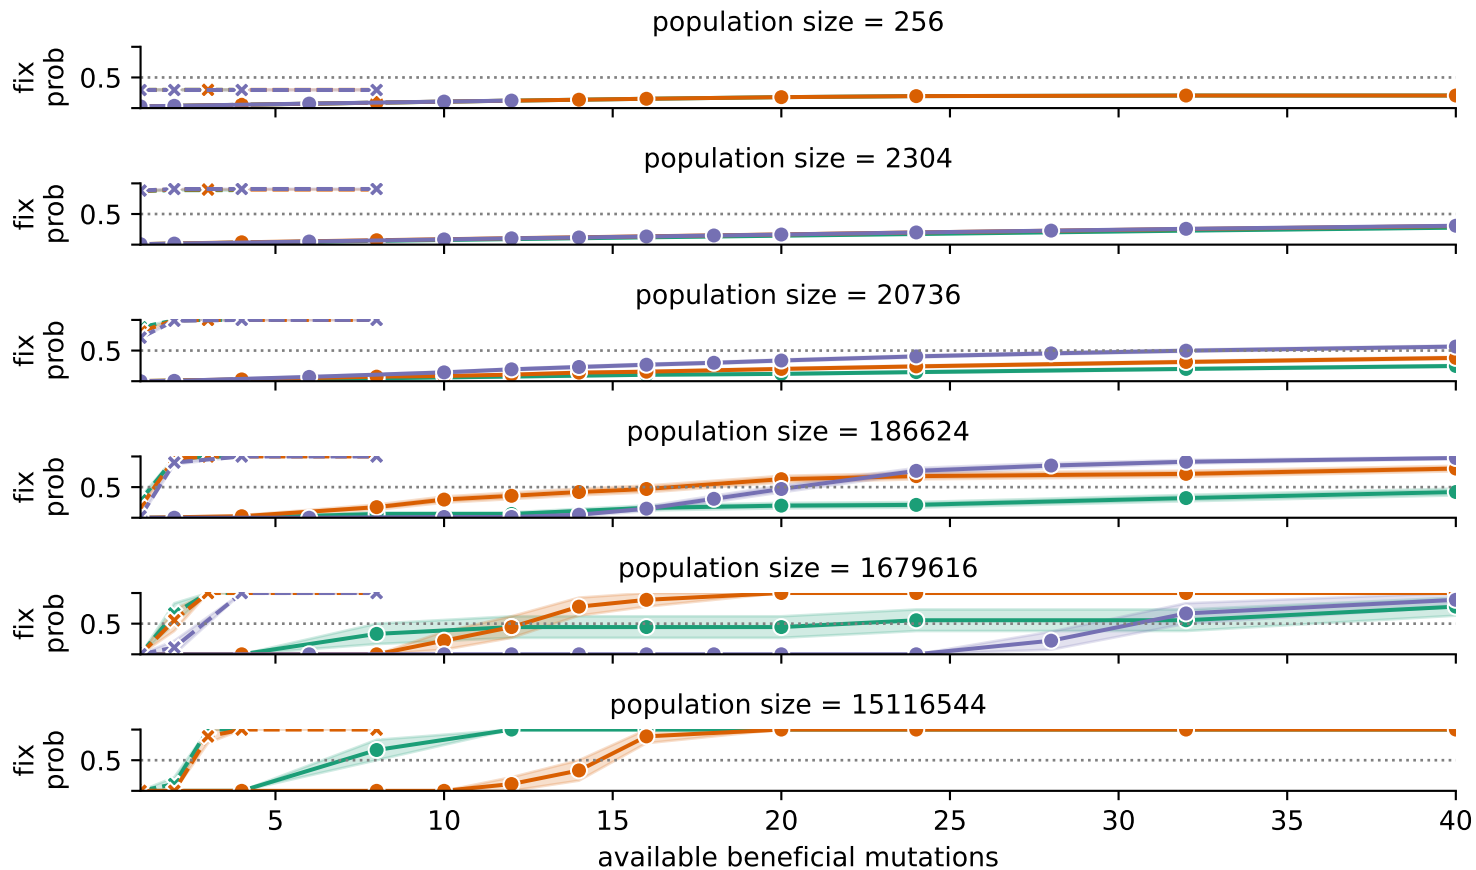 population size = 256
fix
prob
0.5
population size = 2304
fix
prob
0.5
population size = 20736
fix
prob
0.5
population size = 186624
fix
prob
0.5
population size = 1679616
fix
prob
0.5
population size = 15116544
fix
prob
0.5
5 10 15 20 25 30 35 40
available beneficial mutations